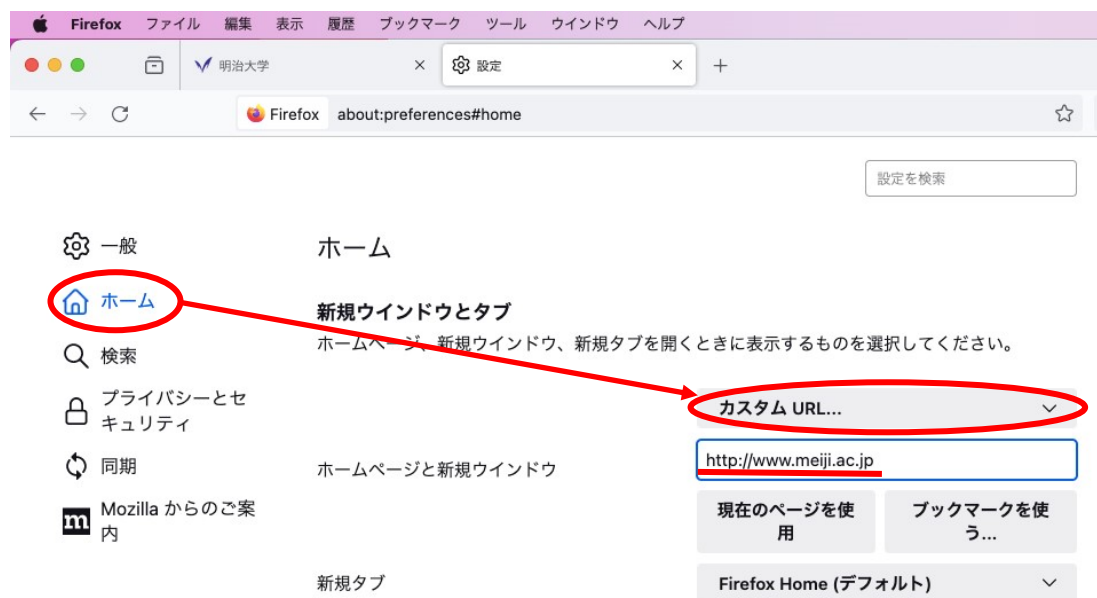 Firefox ファイル 編集 表示 履歴 ブックマーク ツール ウインドウ ヘルプ
明治大学 設定
Firefox about:preferences#home
設定を検索
一般
ホーム
検索
プライバシーとセ
キュリティ
同期
Mozilla からのご案
内
ホーム
新規ウインドウとタブ
ホームページ、新規ウインドウ、新規タブを開くときに表示するものを選択してください。
カスタム URL...
ホームページと新規ウインドウ
http://www.meiji.ac.jp
現在のページを使
用
ブックマークを使
う...
新規タブ
Firefox Home (デフォルト)